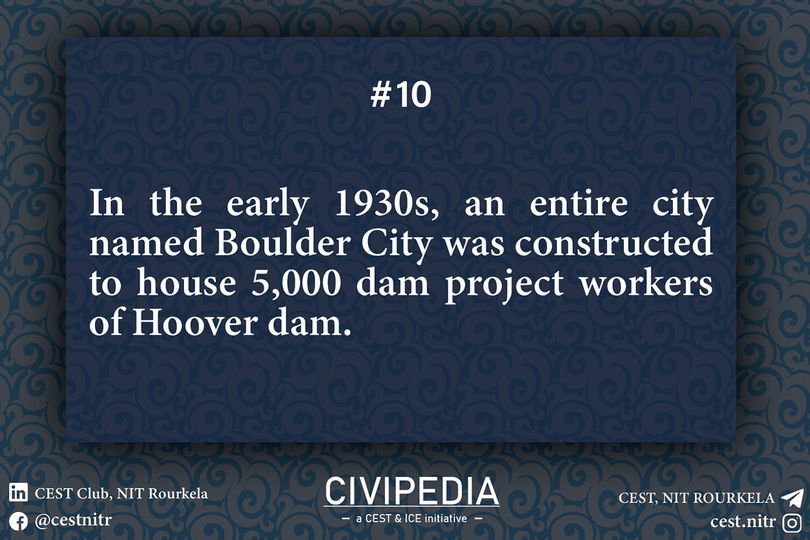 #10
In the early 1930s, an entire city
named Boulder City was constructed
to house 5,000 dam project workers
of Hoover dam.
CEST Club, NIT Rourkela
@cestnitr
CIVIPEDIA
– a CEST & ICE initiative –
CEST, NIT ROURKELA
cest.nitr